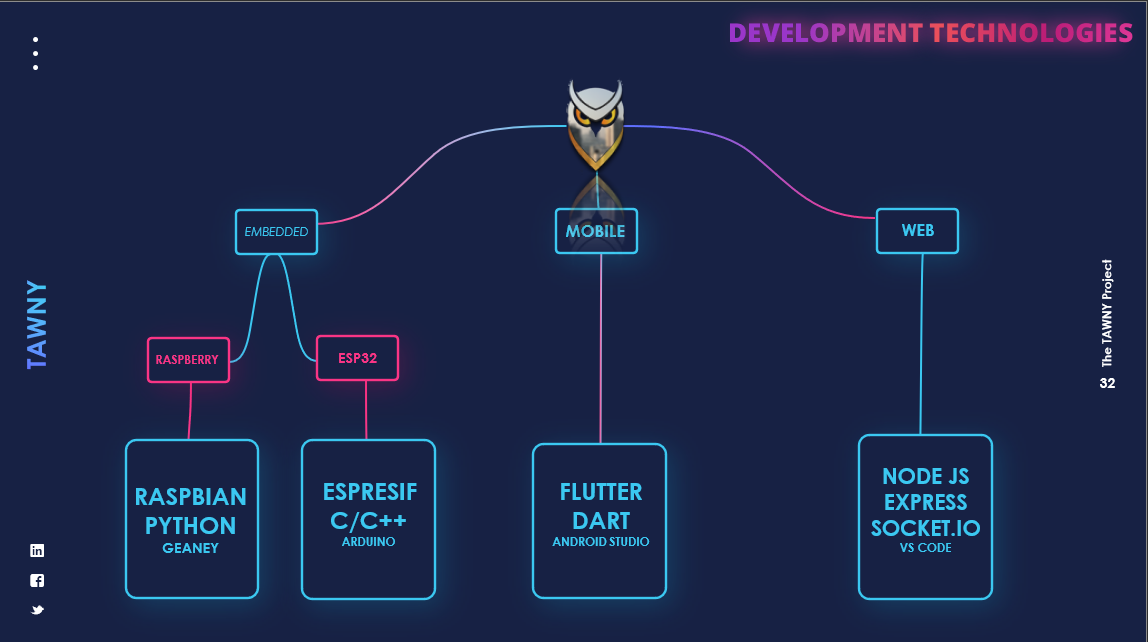 DEVELOPMENT TECHNOLOGIES
EMBEDDED
MOBILE
WEB
TAWNY
The TAWNY Project
32
RASPBERRY
ESP32
RASPBIAN
PYTHON
GEANEY
ESPRESIF
C/C++
ARDUINO
FLUTTER
DART
ANDROID STUDIO
NODE JS
EXPRESS
SOCKET.IO
VS CODE
in
f